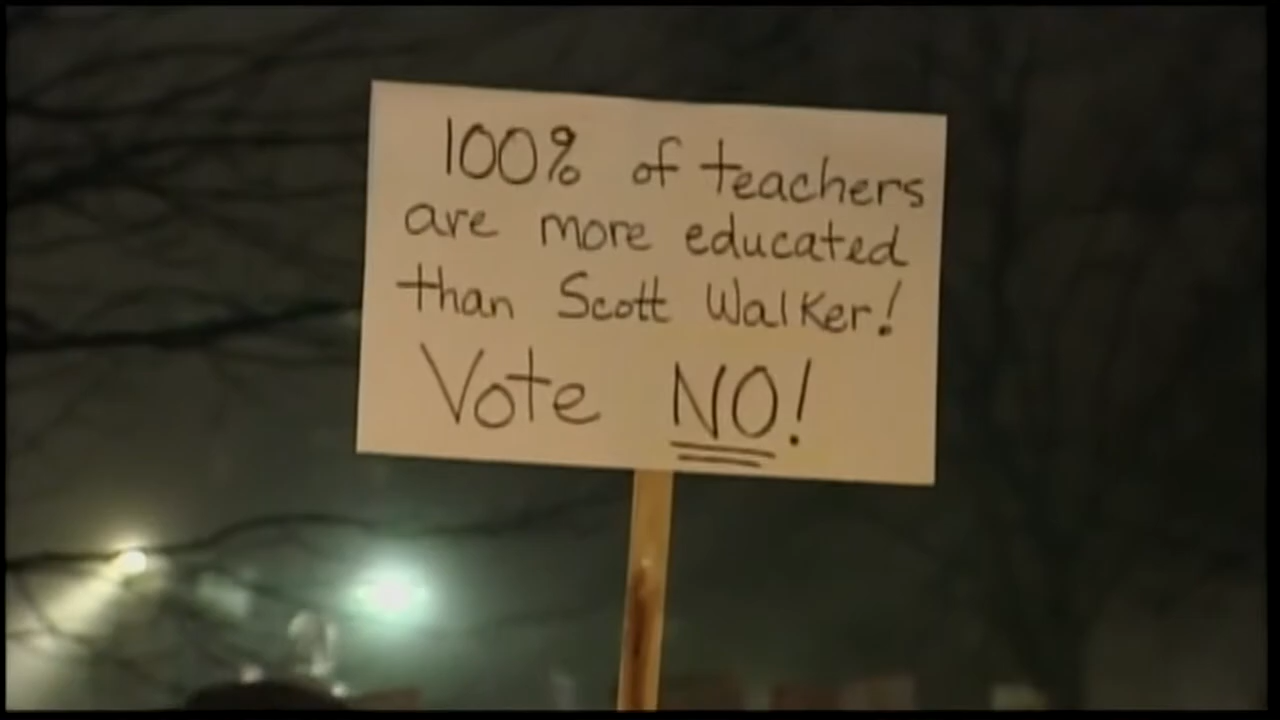 100% of teachers
are more educated
than Scott Walker!
Vote NO!